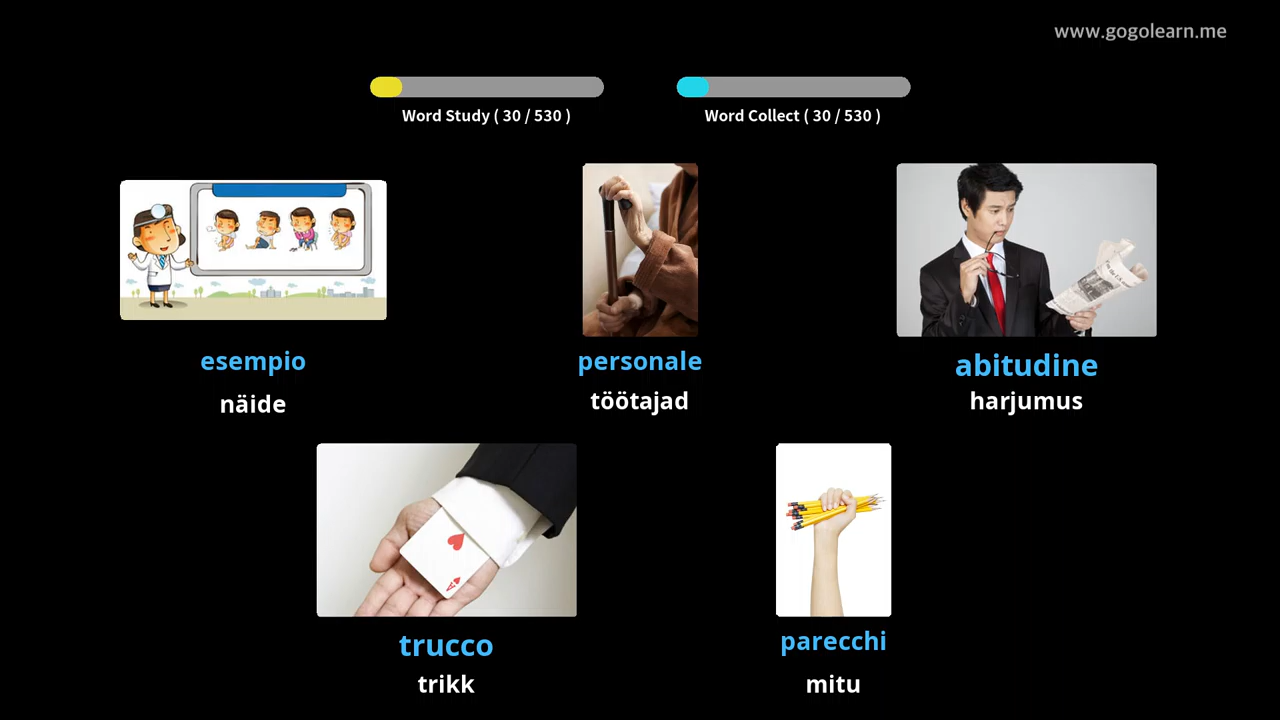 www.gogolearn.me
Word Study ( 30 / 530 )
Word Collect ( 30 / 530 )
esempio
näide
personale
töötajad
abitudine
harjumus
trucco
trikk
parecchi
mitu